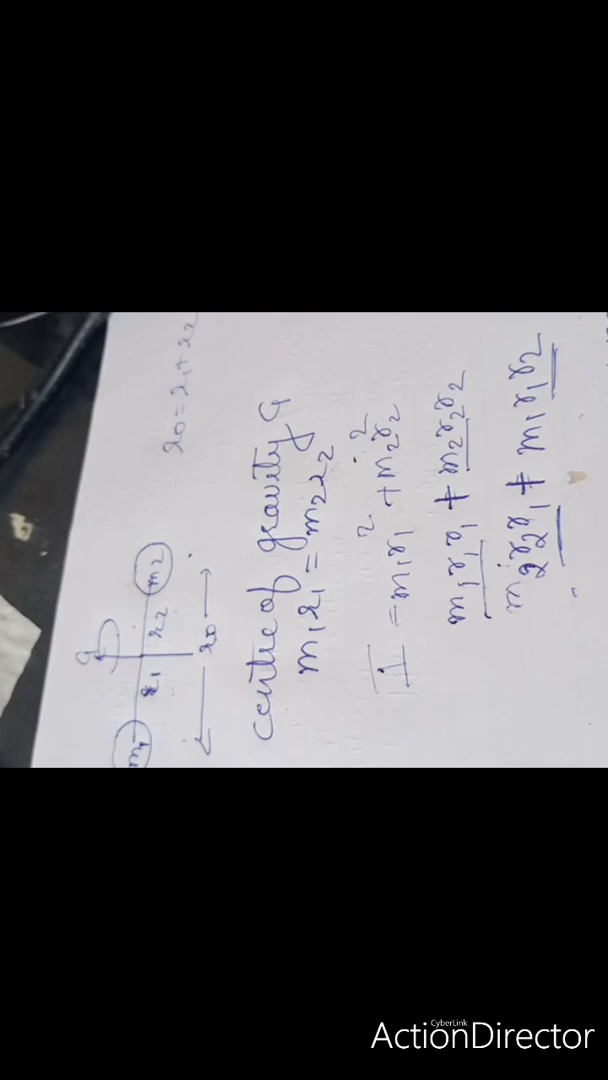 m1 r1 r2 m2
G
← r0 →
r0 = r1 + r2
centre of gravity G
m1r1 = m2r2
I = m1r1² + m2r2²
m1r1r1 + m2r2r2
m2r2r1 + m1r1r2
CyberLink
ActionDirector